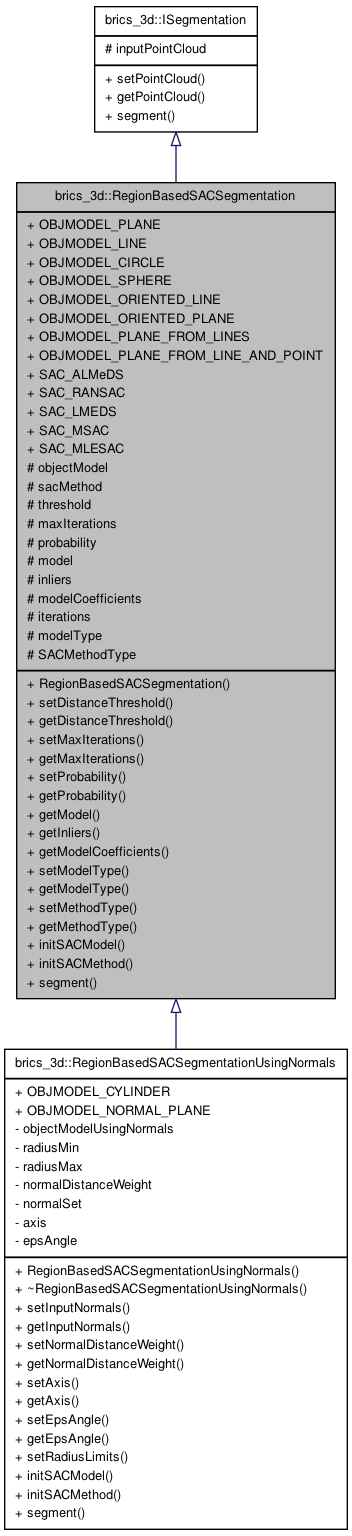 brics_3d::ISegmentation
# inputPointCloud
+ setPointCloud()
+ getPointCloud()
+ segment()
brics_3d::RegionBasedSACSegmentation
+ OBJMODEL_PLANE
+ OBJMODEL_LINE
+ OBJMODEL_CIRCLE
+ OBJMODEL_SPHERE
+ OBJMODEL_ORIENTED_LINE
+ OBJMODEL_ORIENTED_PLANE
+ OBJMODEL_PLANE_FROM_LINES
+ OBJMODEL_PLANE_FROM_LINE_AND_POINT
+ SAC_ALMeDS
+ SAC_RANSAC
+ SAC_LMEDS
+ SAC_MSAC
+ SAC_MLESAC
# objectModel
# sacMethod
# threshold
# maxIterations
# probability
# model
# inliers
# modelCoefficients
# iterations
# modelType
# SACMethodType
+ RegionBasedSACSegmentation()
+ setDistanceThreshold()
+ getDistanceThreshold()
+ setMaxIterations()
+ getMaxIterations()
+ setProbability()
+ getProbability()
+ getModel()
+ getInliers()
+ getModelCoefficients()
+ setModelType()
+ getModelType()
+ setMethodType()
+ getMethodType()
+ initSACModel()
+ initSACMethod()
+ segment()
brics_3d::RegionBasedSACSegmentationUsingNormals
+ OBJMODEL_CYLINDER
+ OBJMODEL_NORMAL_PLANE
- objectModelUsingNormals
- radiusMin
- radiusMax
- normalDistanceWeight
- normalSet
- axis
- epsAngle
+ RegionBasedSACSegmentationUsingNormals()
+ ~RegionBasedSACSegmentationUsingNormals()
+ setInputNormals()
+ getInputNormals()
+ setNormalDistanceWeight()
+ getNormalDistanceWeight()
+ setAxis()
+ getAxis()
+ setEpsAngle()
+ getEpsAngle()
+ setRadiusLimits()
+ initSACModel()
+ initSACMethod()
+ segment()